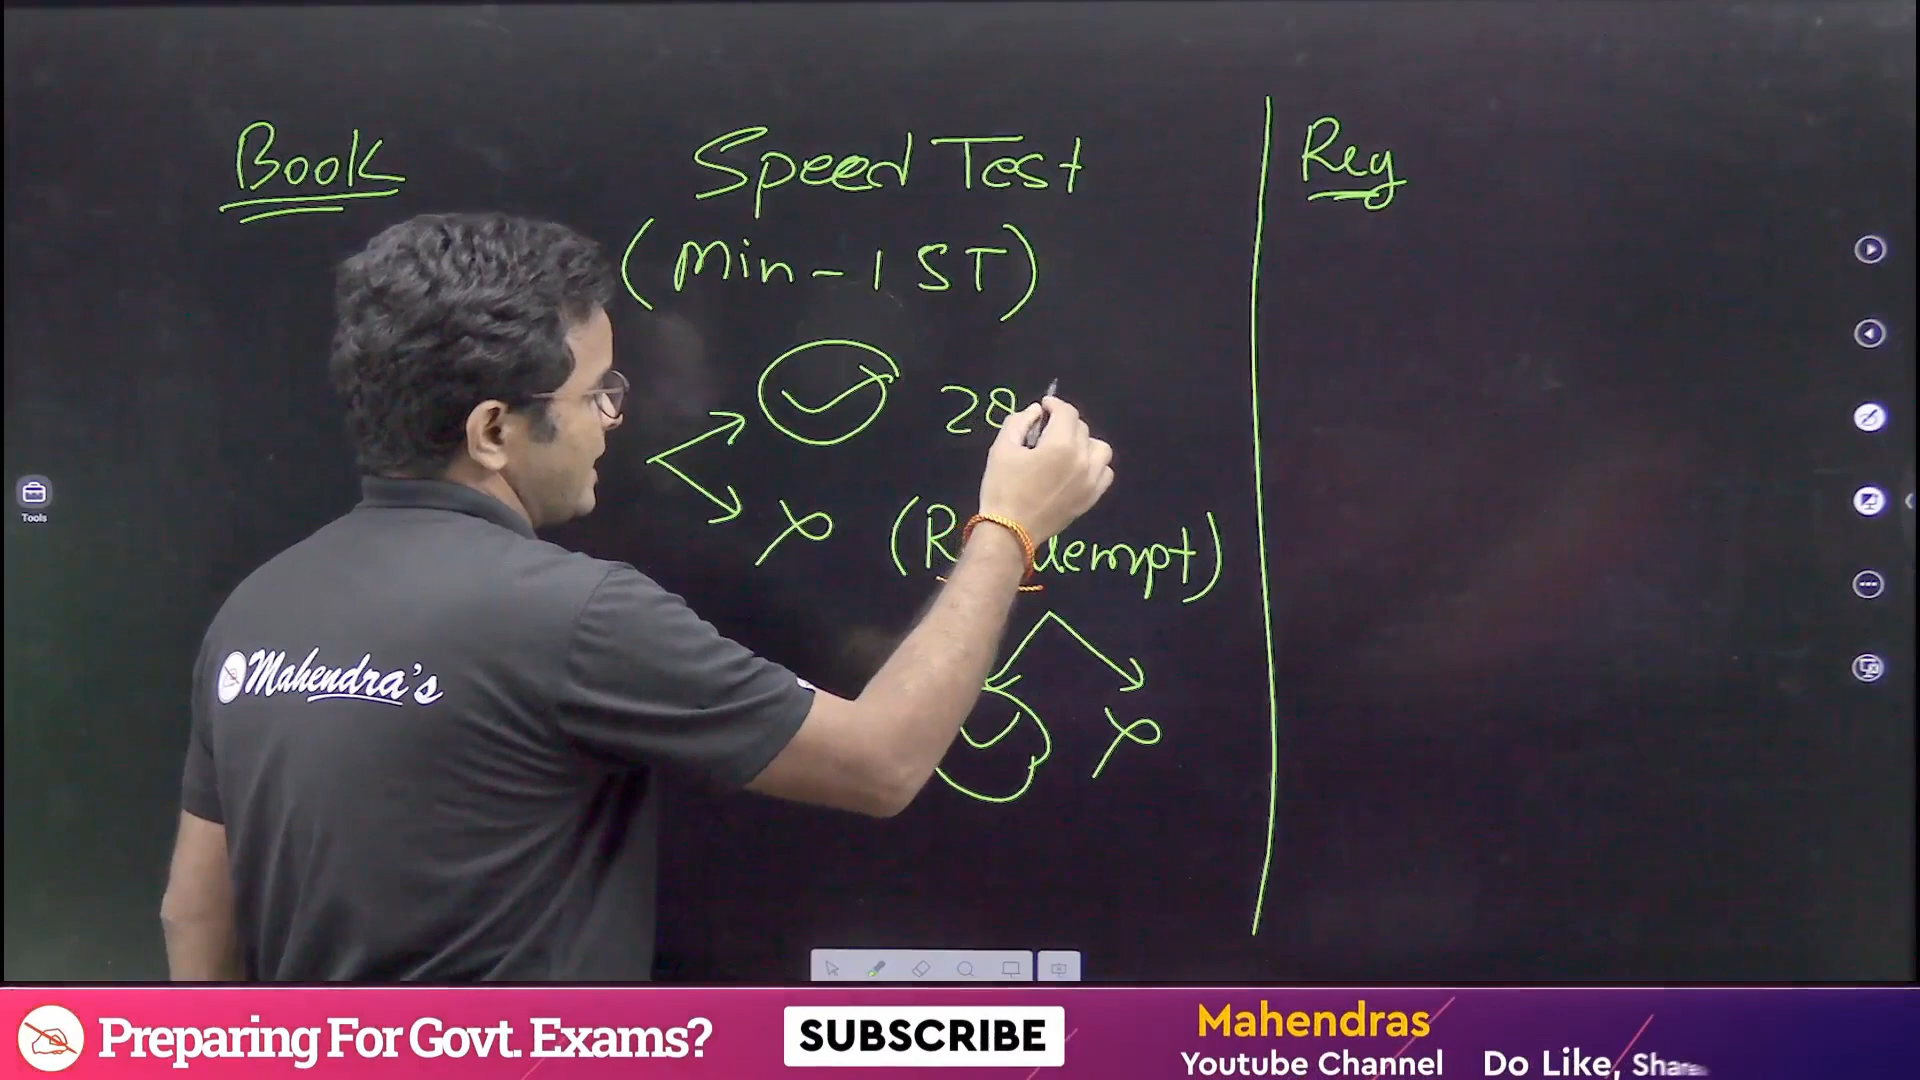 Book
Speed Test
Rey
(Min - 1 ST)
28
Tools
Mahendra's
Preparing For Govt. Exams?
SUBSCRIBE
Mahendras
Youtube Channel
Do Like, Share